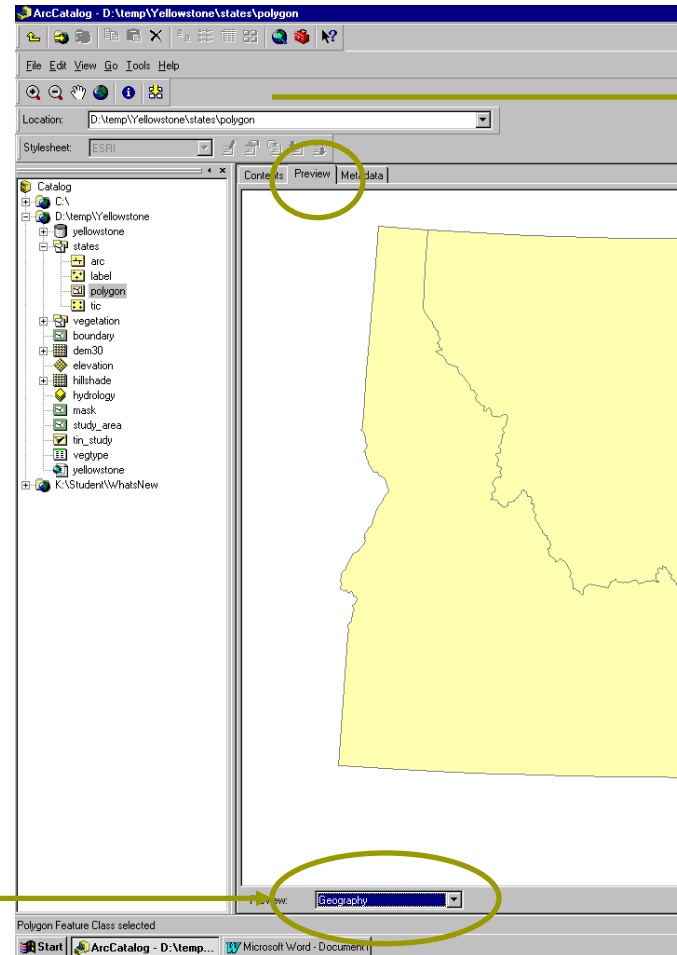 ArcCatalog - D:\temp\Yellowstone\states\polygon
File Edit View Go Tools Help
Location: D:\temp\Yellowstone\states\polygon
Stylesheet: ESRI
Contents Preview Metadata
Catalog
C:\
D:\temp\Yellowstone
yellowstone
states
arc
label
polygon
tic
vegetation
boundary
dem30
elevation
hillshade
hydrology
mask
study_area
tin_study
vegtype
yellowstone
K:\Student\WhatsNew
Preview: Geography
Polygon Feature Class selected
Start ArcCatalog - D:\temp... Microsoft Word - Document1